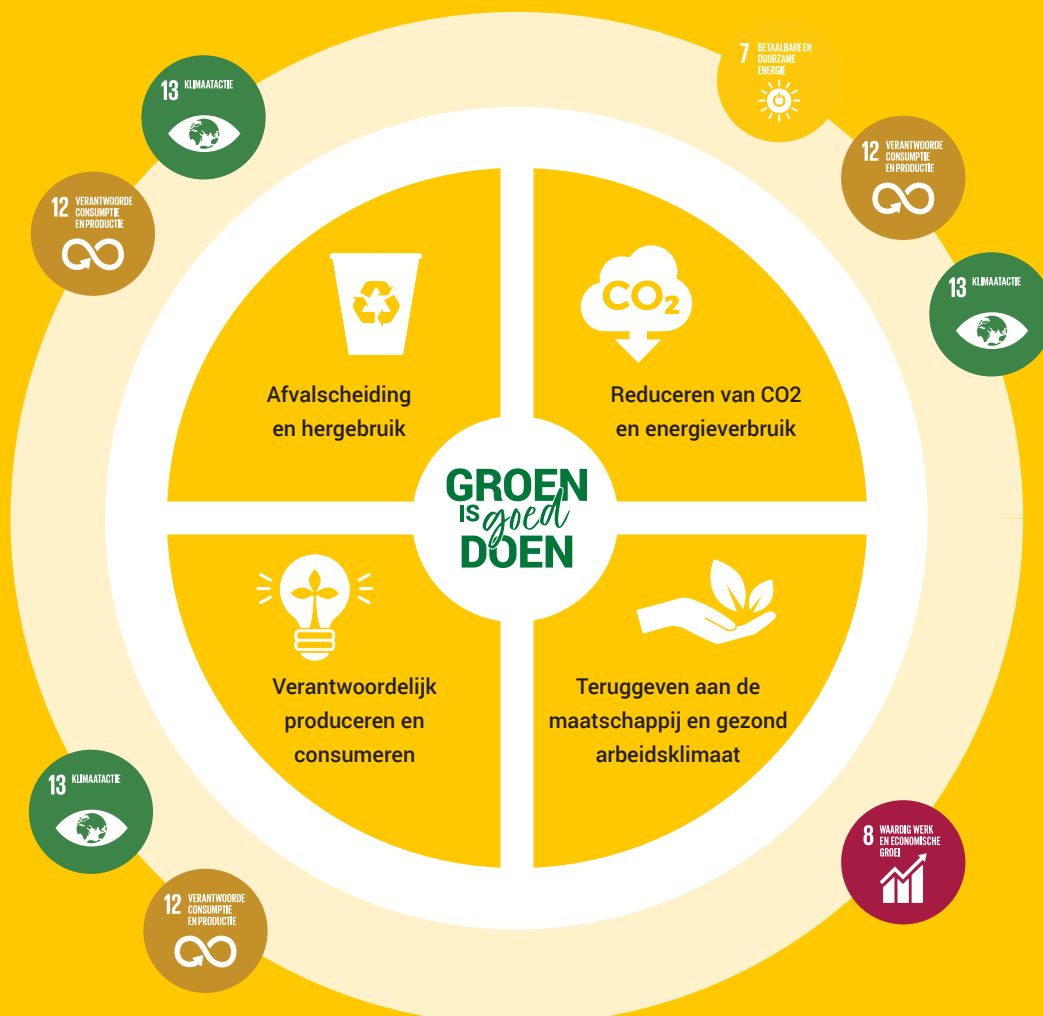 13 KLIMAATACTIE
12 VERANTWOORDE
CONSUMPTIE
EN PRODUCTIE
7 BETAALBARE EN
DUURZAME
ENERGIE
12 VERANTWOORDE
CONSUMPTIE
EN PRODUCTIE
13 KLIMAATACTIE
Afvalscheiding
en hergebruik
CO2
Reduceren van CO2
en energieverbruik
GROEN
IS goed
DOEN
Verantwoordelijk
produceren en
consumeren
Teruggeven aan de
maatschappij en gezond
arbeidsklimaat
13 KLIMAATACTIE
12 VERANTWOORDE
CONSUMPTIE
EN PRODUCTIE
8 WAARDIG WERK
EN ECONOMISCHE
GROEI